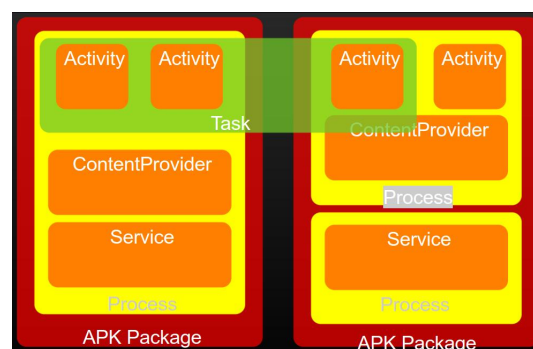 Activity Activity
Task
ContentProvider
Service
Process
APK Package
Activity Activity
ContentProvider
Process
Service
Process
APK Package